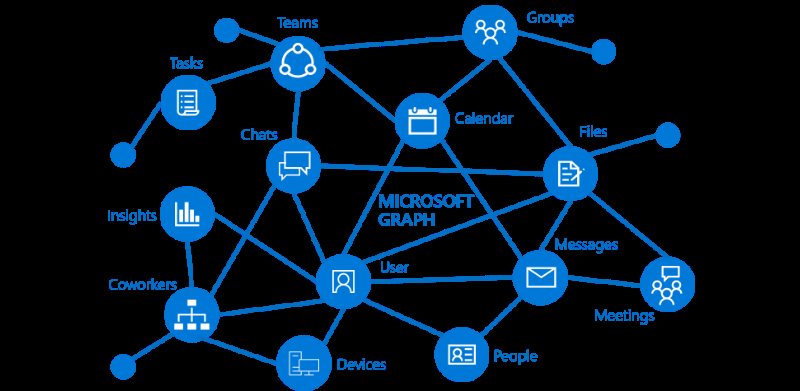 Teams
Groups
Tasks
Calendar
Chats
Files
MICROSOFT
GRAPH
Insights
Messages
User
Coworkers
Meetings
Devices
People